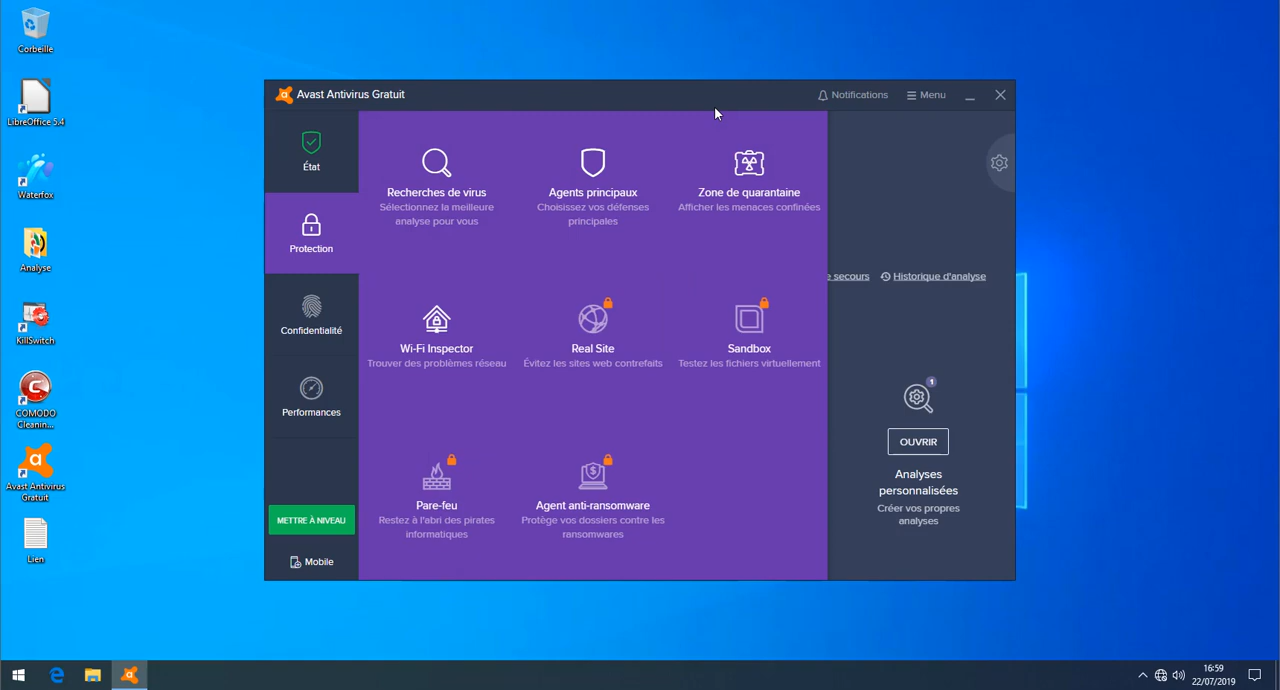 Corbeille
LibreOffice 5.4
Waterfox
Analyse
KillSwitch
COMODO
Cleanin...
Avast Antivirus
Gratuit
Lien
Avast Antivirus Gratuit
Notifications
Menu
État
Protection
Confidentialité
Performances
METTRE À NIVEAU
Mobile
Recherches de virus
Sélectionnez la meilleure
analyse pour vous
Agents principaux
Choisissez vos défenses
principales
Zone de quarantaine
Afficher les menaces confinées
Wi-Fi Inspector
Trouver des problèmes réseau
Real Site
Évitez les sites web contrefaits
Sandbox
Testez les fichiers virtuellement
Pare-feu
Restez à l'abri des pirates
informatiques
Agent anti-ransomware
Protège vos dossiers contre les
ransomwares
e secours
Historique d'analyse
1
OUVRIR
Analyses
personnalisées
Créer vos propres
analyses
16:59
22/07/2019